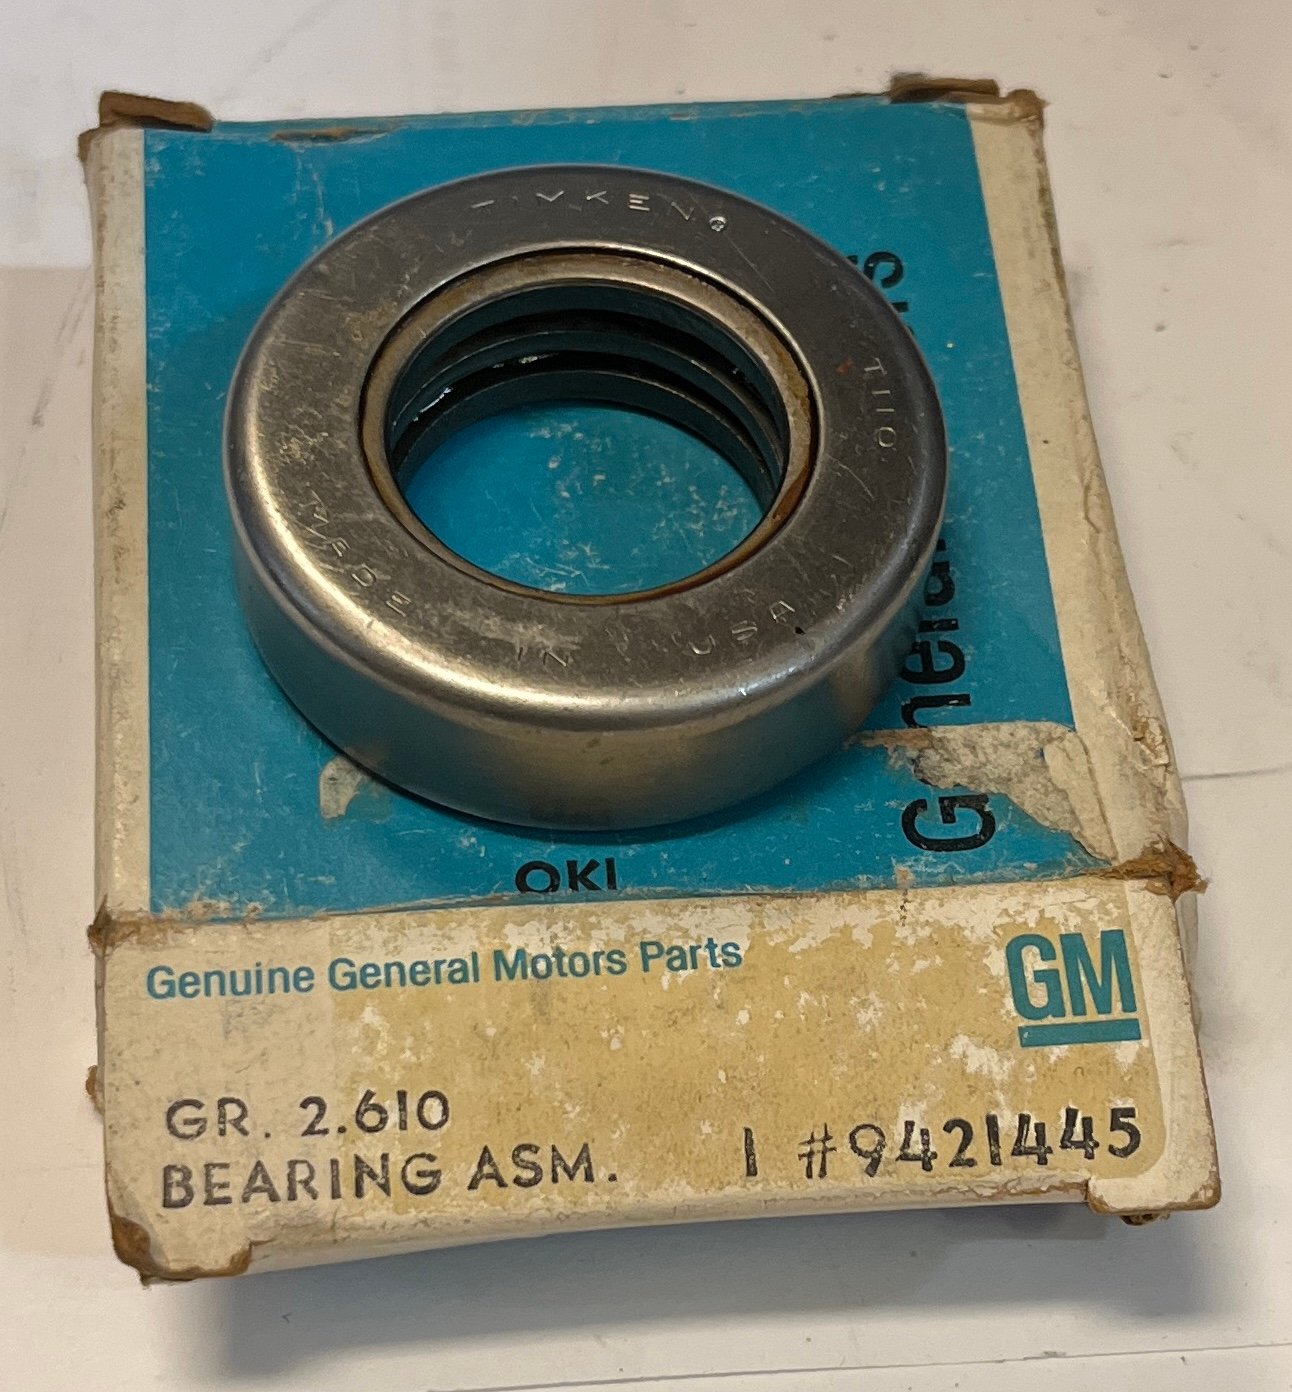 TIMKEN®
T110
MADE IN USA
General
OKI
Genuine General Motors Parts
GM
GR. 2.610
BEARING ASM.
1 #9421445